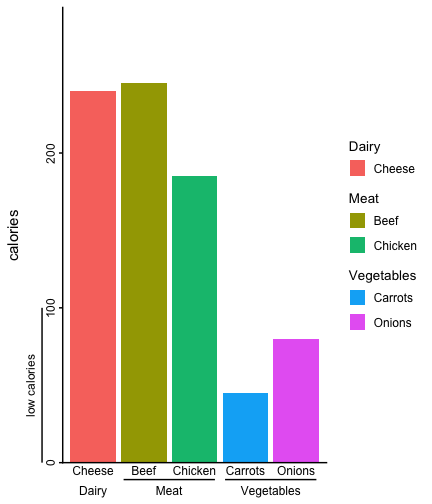 calories
low calories
200
100
0
Cheese Beef Chicken Carrots Onions
Dairy Meat Vegetables
Dairy
Cheese
Meat
Beef
Chicken
Vegetables
Carrots
Onions